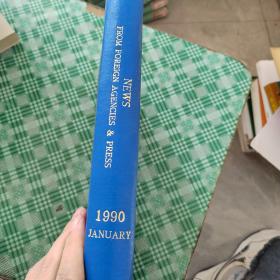 NEWS
FROM FOREIGN AGENCIES & PRESS
1990
JANUARY